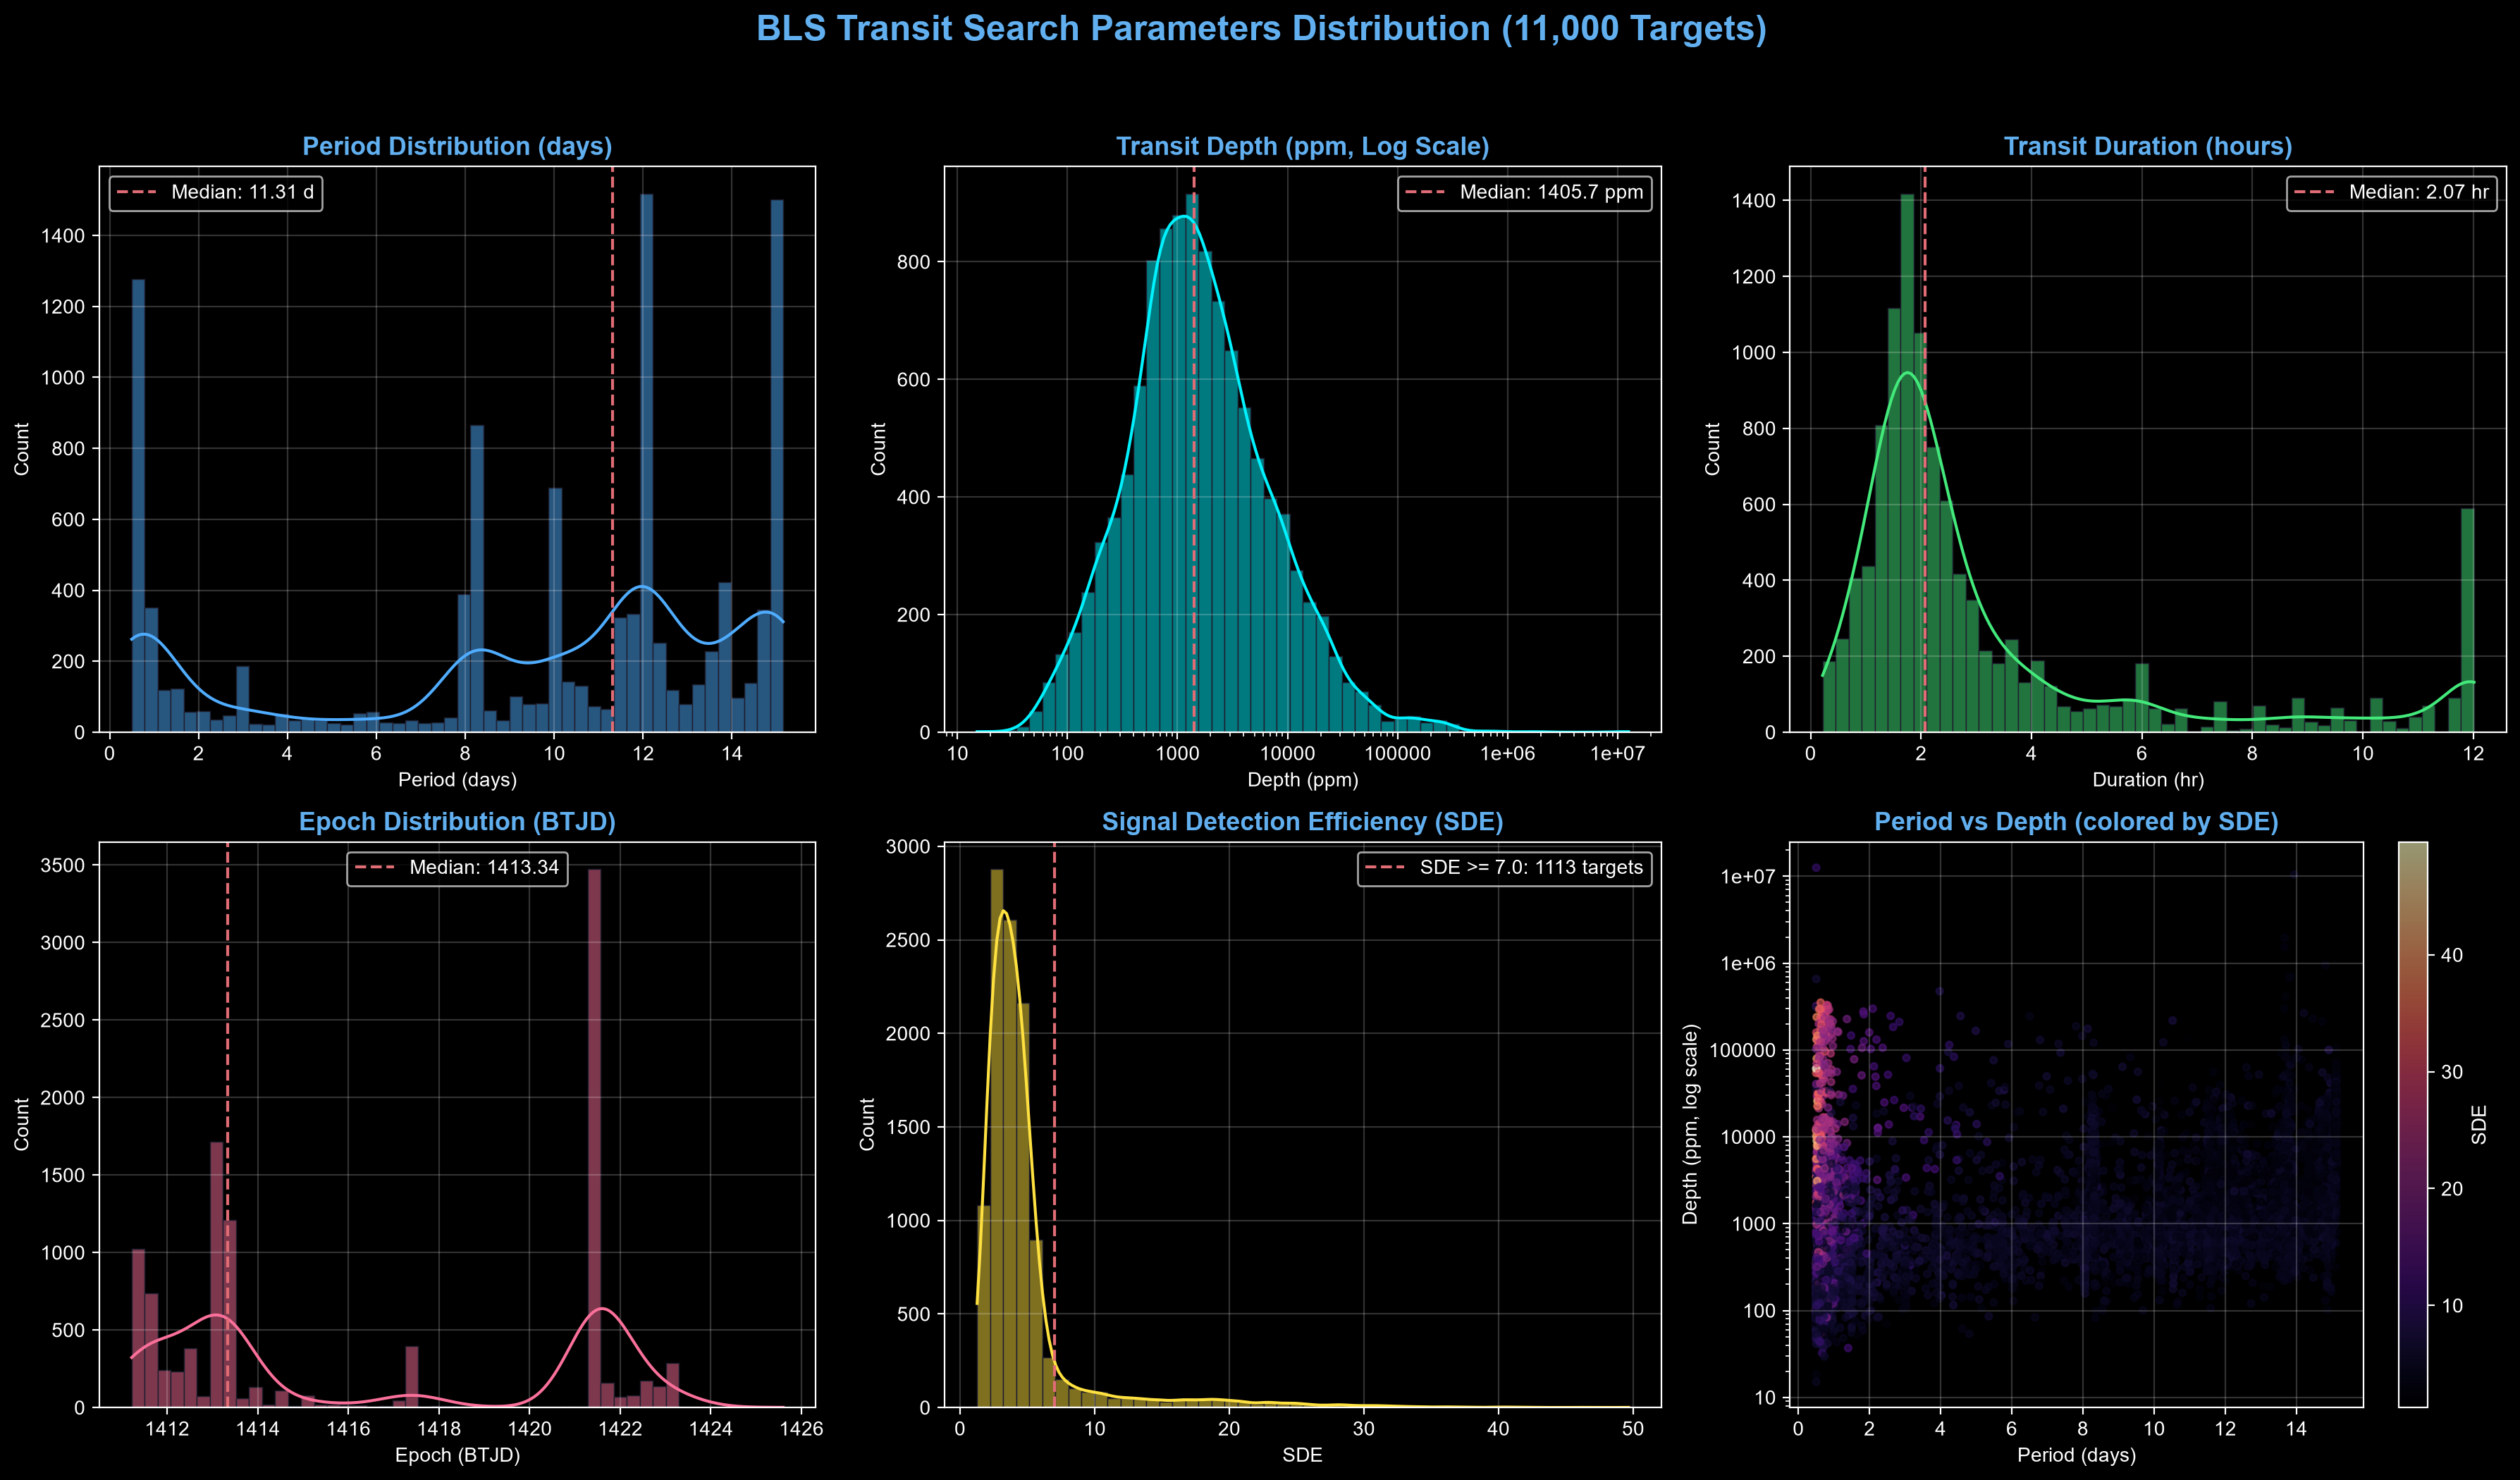 BLS Transit Search Parameters Distribution (11,000 Targets)
Period Distribution (days)
Median: 11.31 d
Count
0
200
400
600
800
1000
1200
1400
0 2 4 6 8 10 12 14
Period (days)
Transit Depth (ppm, Log Scale)
Median: 1405.7 ppm
Count
0
200
400
600
800
10 100 1000 10000 100000 1e+06 1e+07
Depth (ppm)
Transit Duration (hours)
Median: 2.07 hr
Count
0
200
400
600
800
1000
1200
1400
0 2 4 6 8 10 12
Duration (hr)
Epoch Distribution (BTJD)
Median: 1413.34
Count
0
500
1000
1500
2000
2500
3000
3500
1412 1414 1416 1418 1420 1422 1424 1426
Epoch (BTJD)
Signal Detection Efficiency (SDE)
SDE >= 7.0: 1113 targets
Count
0
500
1000
1500
2000
2500
3000
0 10 20 30 40 50
SDE
Period vs Depth (colored by SDE)
Depth (ppm, log scale)
1e+07
1e+06
100000
10000
1000
100
10
0 2 4 6 8 10 12 14
Period (days)
40
30
20
10
SDE